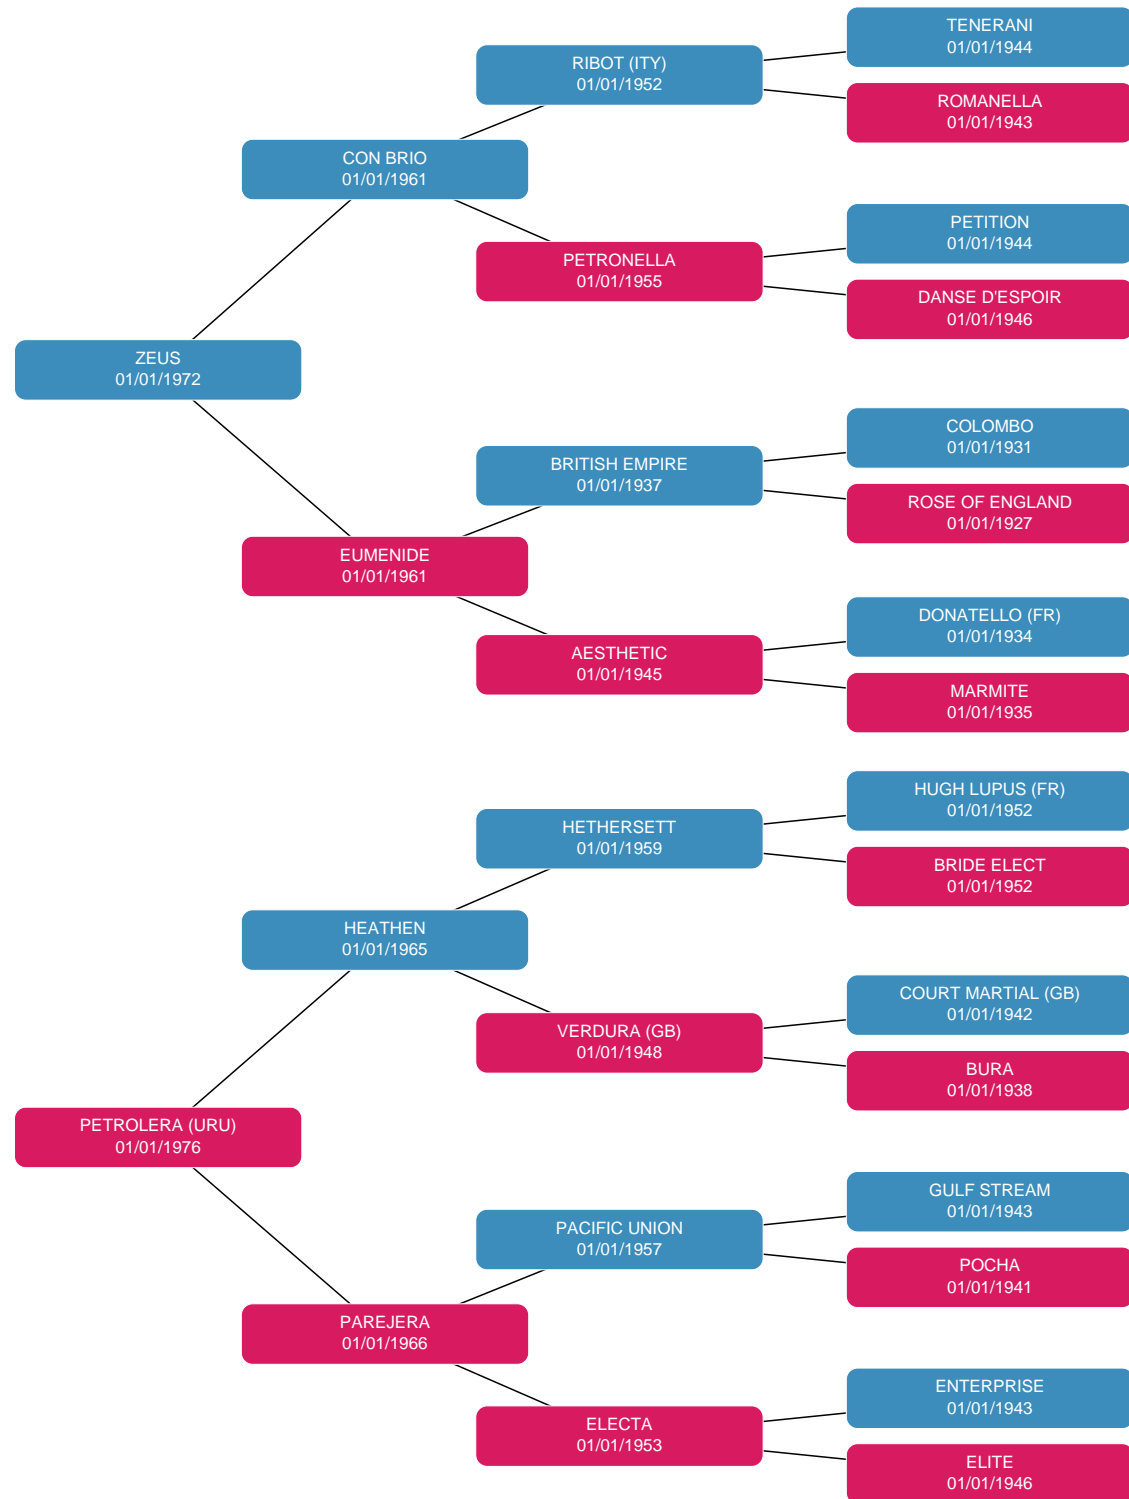 TENERANI
01/01/1944
RIBOT (ITY)
01/01/1952
ROMANELLA
01/01/1943
CON BRIO
01/01/1961
PETITION
01/01/1944
PETRONELLA
01/01/1955
DANSE D'ESPOIR
01/01/1946
ZEUS
01/01/1972
COLOMBO
01/01/1931
BRITISH EMPIRE
01/01/1937
ROSE OF ENGLAND
01/01/1927
EUMENIDE
01/01/1961
DONATELLO (FR)
01/01/1934
AESTHETIC
01/01/1945
MARMITE
01/01/1935
HUGH LUPUS (FR)
01/01/1952
HETHERSETT
01/01/1959
BRIDE ELECT
01/01/1952
HEATHEN
01/01/1965
COURT MARTIAL (GB)
01/01/1942
VERDURA (GB)
01/01/1948
BURA
01/01/1938
PETROLERA (URU)
01/01/1976
GULF STREAM
01/01/1943
PACIFIC UNION
01/01/1957
POCHA
01/01/1941
PAREJERA
01/01/1966
ENTERPRISE
01/01/1943
ELECTA
01/01/1953
ELITE
01/01/1946